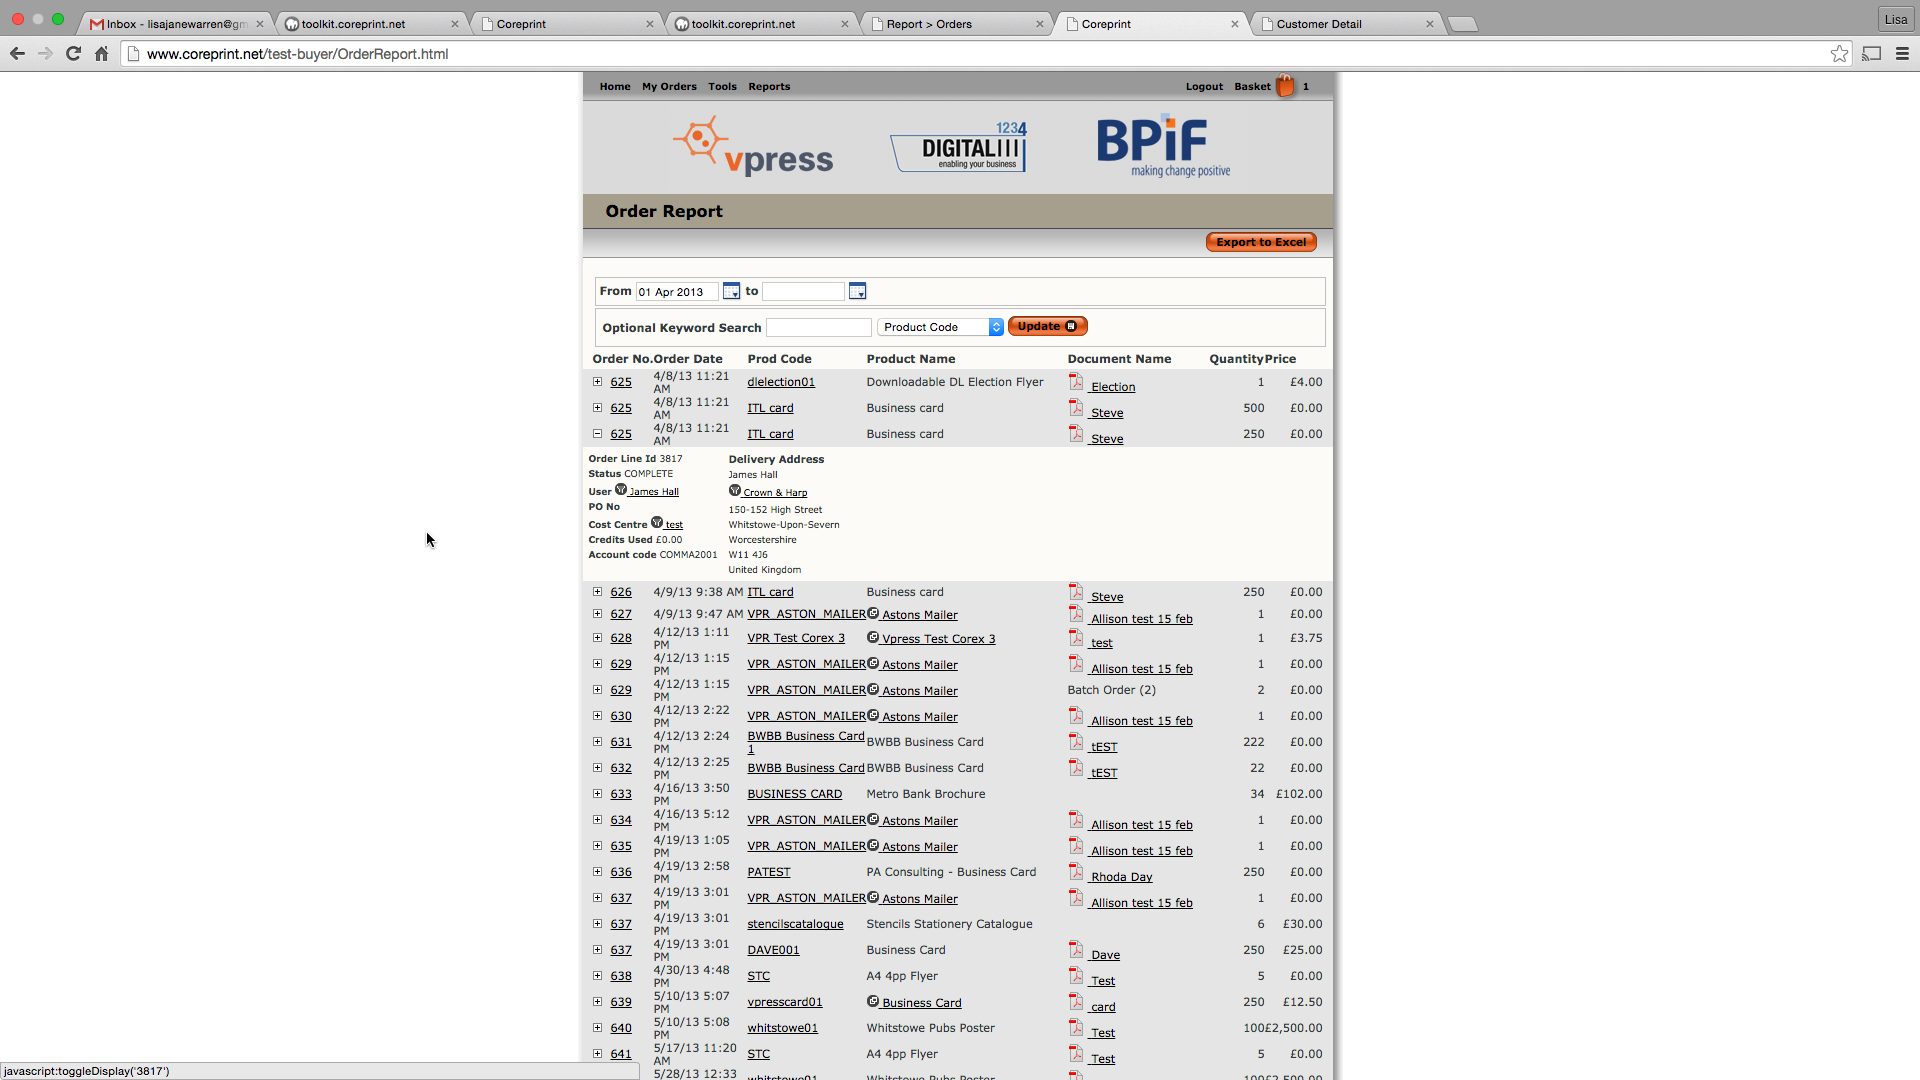 Inbox - lisajanewarren@gm
toolkit.coreprint.net
Coreprint
toolkit.coreprint.net
Report > Orders
Coreprint
Customer Detail
Lisa
www.coreprint.net/test-buyer/OrderReport.html
Home My Orders Tools Reports Logout Basket 1
vpress
1234
DIGITAL
enabling your business
BPiF
making change positive
Order Report
Export to Excel
From 01 Apr 2013 to
Optional Keyword Search Product Code Update
Order No. Order Date Prod Code Product Name Document Name Quantity Price
625 4/8/13 11:21 AM dlelection01 Downloadable DL Election Flyer Election 1 £4.00
625 4/8/13 11:21 AM ITL card Business card Steve 500 £0.00
625 4/8/13 11:21 AM ITL card Business card Steve 250 £0.00
Order Line Id 3817
Status COMPLETE
User James Hall
PO No
Cost Centre test
Credits Used £0.00
Account code COMMA2001
Delivery Address
James Hall
Crown & Harp
150-152 High Street
Whitstowe-Upon-Severn
Worcestershire
W11 4J6
United Kingdom
626 4/9/13 9:38 AM ITL card Business card Steve 250 £0.00
627 4/9/13 9:47 AM VPR_ASTON_MAILER Astons Mailer Allison test 15 feb 1 £0.00
628 4/12/13 1:11 PM VPR Test Corex 3 Vpress Test Corex 3 test 1 £3.75
629 4/12/13 1:15 PM VPR_ASTON_MAILER Astons Mailer Allison test 15 feb 1 £0.00
629 4/12/13 1:15 PM VPR_ASTON_MAILER Astons Mailer Batch Order (2) 2 £0.00
630 4/12/13 2:22 PM VPR_ASTON_MAILER Astons Mailer Allison test 15 feb 1 £0.00
631 4/12/13 2:24 PM BWBB Business Card 1 BWBB Business Card tEST 222 £0.00
632 4/12/13 2:25 PM BWBB Business Card BWBB Business Card tEST 22 £0.00
633 4/16/13 3:50 PM BUSINESS CARD Metro Bank Brochure 34 £102.00
634 4/16/13 5:12 PM VPR_ASTON_MAILER Astons Mailer Allison test 15 feb 1 £0.00
635 4/19/13 1:05 PM VPR_ASTON_MAILER Astons Mailer Allison test 15 feb 1 £0.00
636 4/19/13 2:58 PM PATEST PA Consulting - Business Card Rhoda Day 250 £0.00
637 4/19/13 3:01 PM VPR_ASTON_MAILER Astons Mailer Allison test 15 feb 1 £0.00
637 4/19/13 3:01 PM stencilscatalogue Stencils Stationery Catalogue 6 £30.00
637 4/19/13 3:01 PM DAVE001 Business Card Dave 250 £25.00
638 4/30/13 4:48 PM STC A4 4pp Flyer Test 5 £0.00
639 5/10/13 5:07 PM vpresscard01 Business Card card 250 £12.50
640 5/10/13 5:08 PM whitstowe01 Whitstowe Pubs Poster Test 100 £2,500.00
641 5/17/13 11:20 AM STC A4 4pp Flyer Test 5 £0.00
5/28/13 12:33 whitstowe01 Whitstowe Pubs Poster 100 £2,500.00
javascript:toggleDisplay('3817')